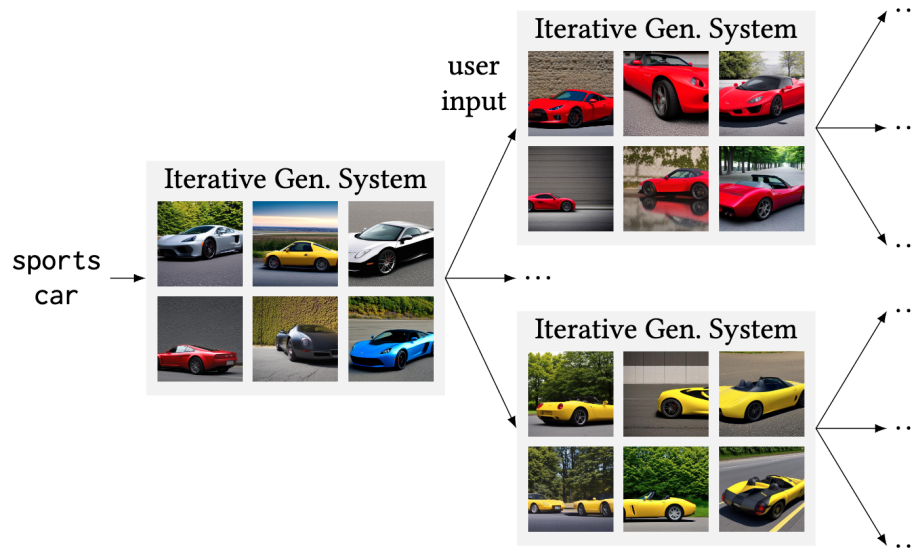 sports
car
Iterative Gen. System
user
input
Iterative Gen. System
...
Iterative Gen. System
..
..
..
..
..
..